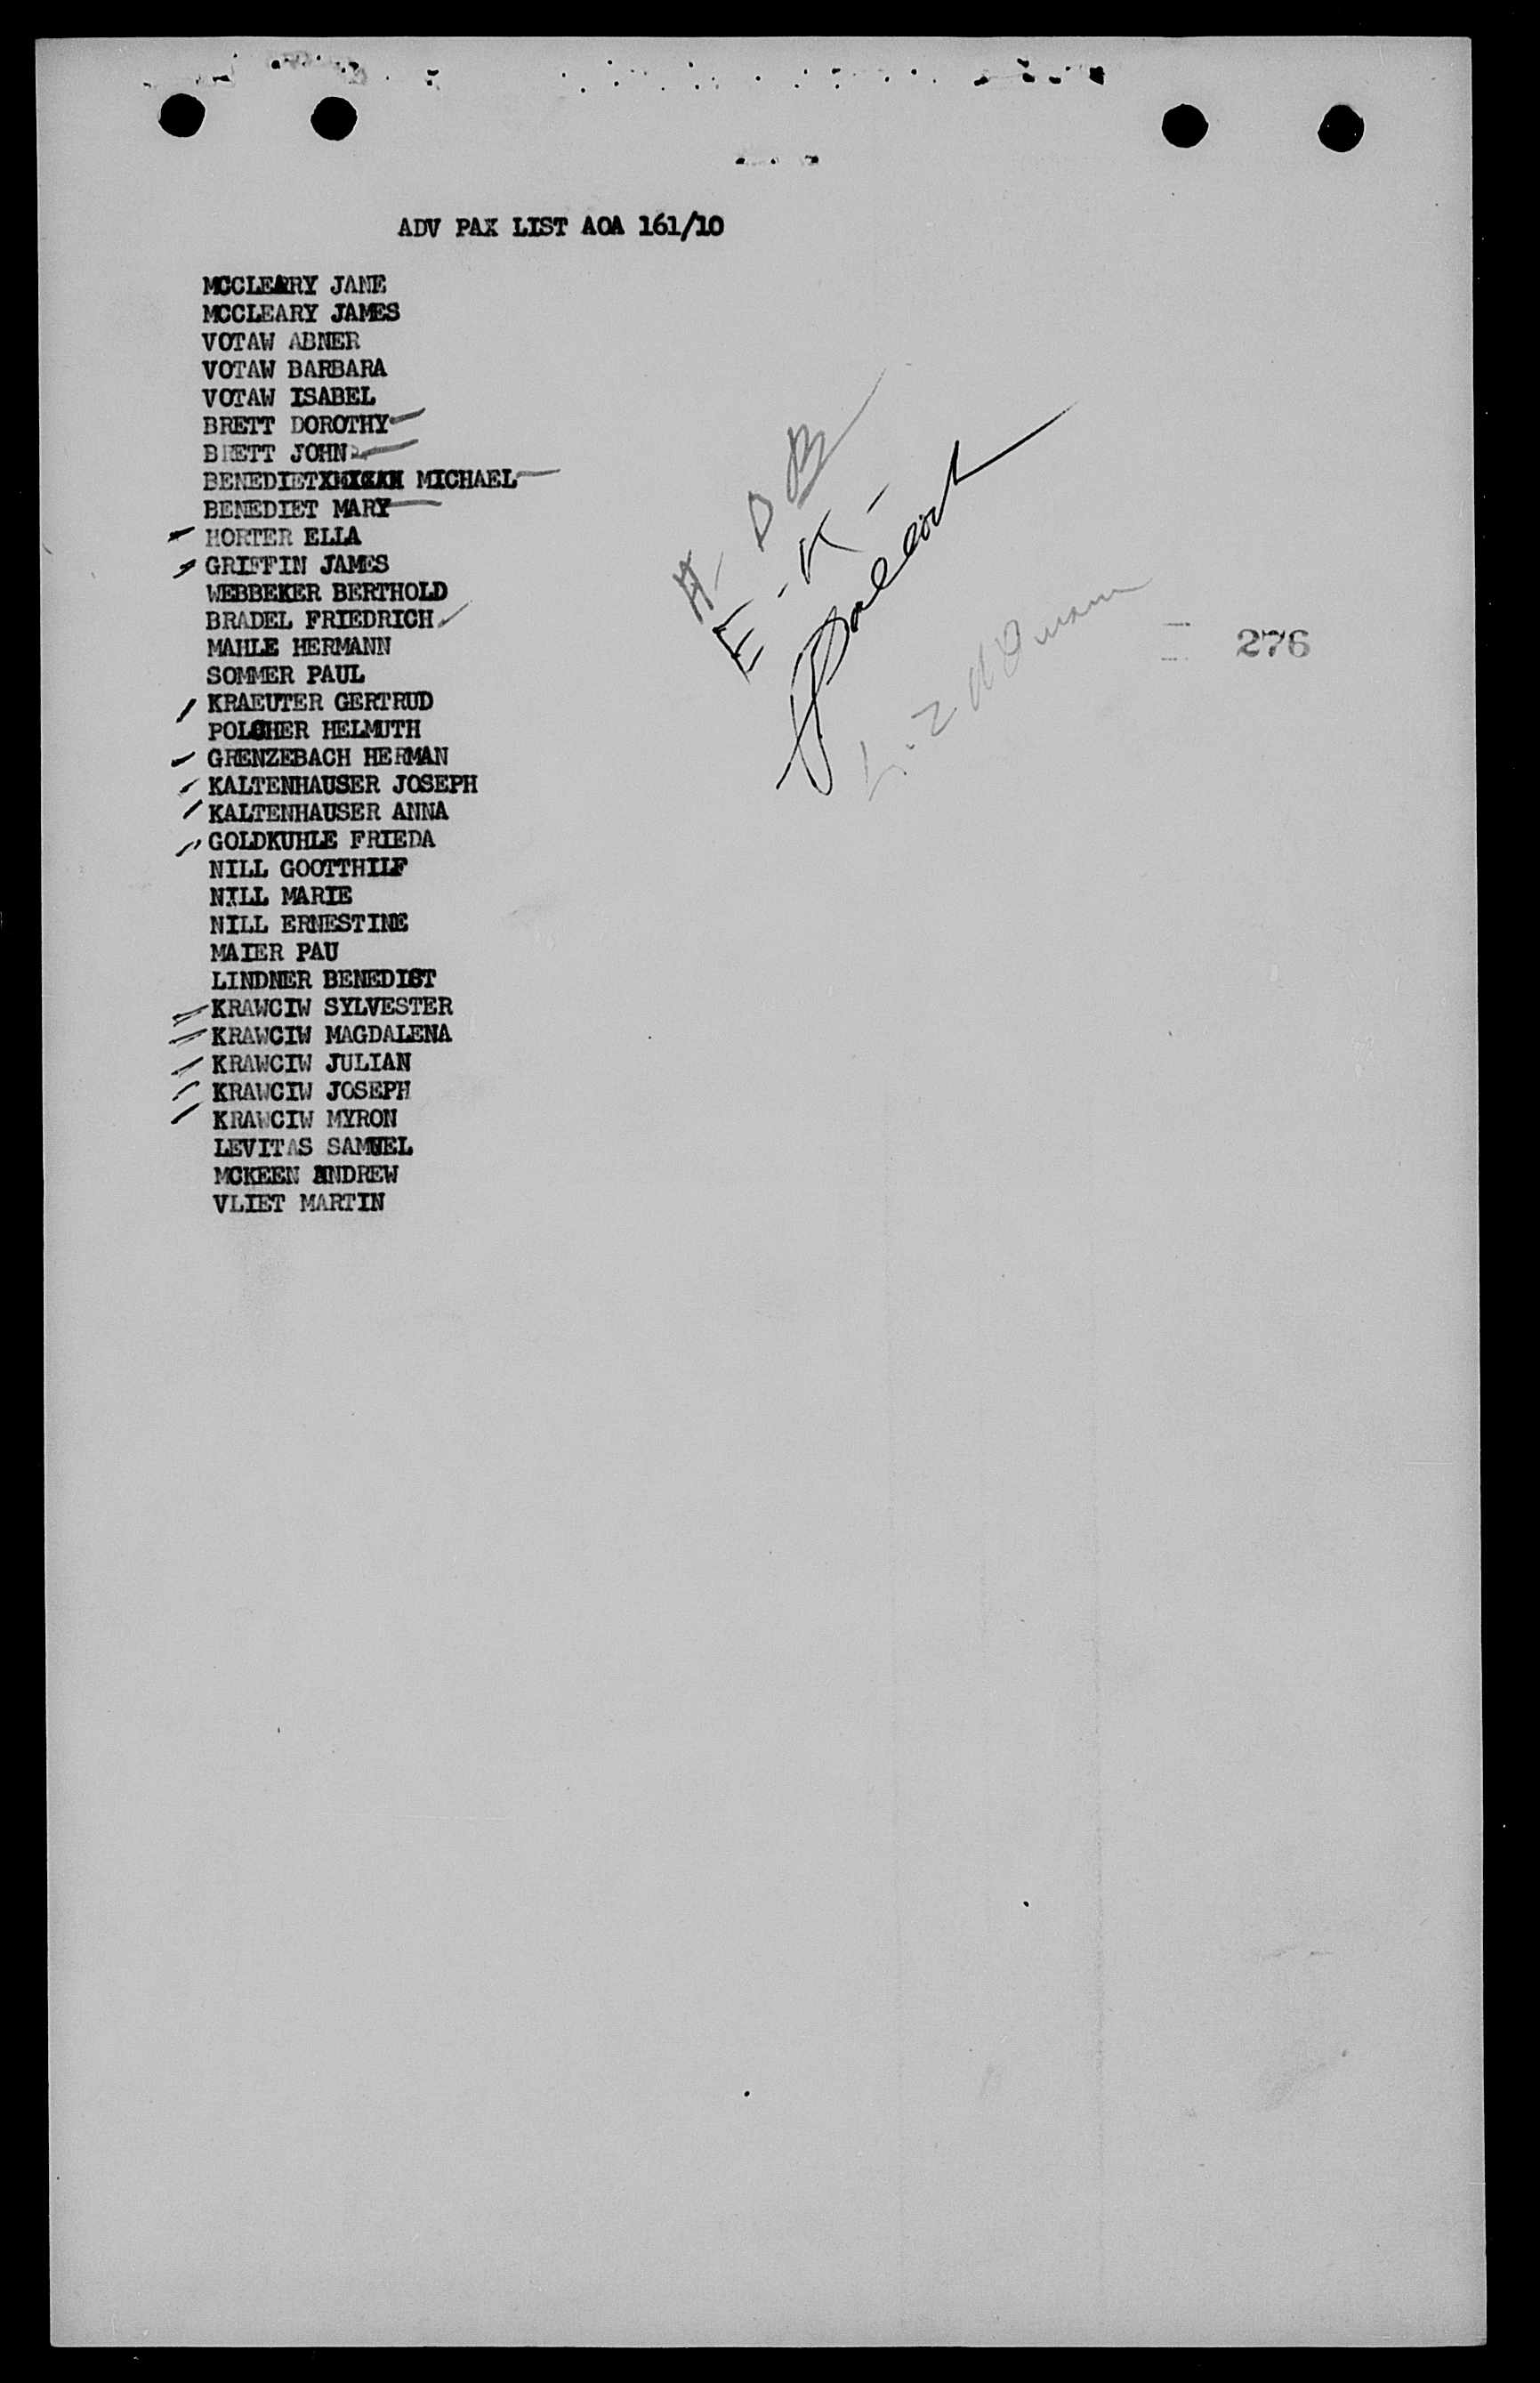 ADV PAX LIST AOA 161/10
MCCLEARY JANE
MCCLEARY JAMES
VOTAW ABNER
VOTAW BARBARA
VOTAW ISABEL
BRETT DOROTHY
BRETT JOHN
BENEDIET MICHAEL
BENEDIET MARY
HORTER ELLA
GRIFFIN JAMES
WEBBEKER BERTHOLD
BRADEL FRIEDRICH
MAHLE HERMANN
SOMMER PAUL
KRAEUTER GERTRUD
POLCHER HELMUTH
GRENZEBACH HERMAN
KALTENHAUSER JOSEPH
KALTENHAUSER ANNA
GOLDKUHLE FRIEDA
NILL GOOTTHILF
NILL MARIE
NILL ERNESTINE
MAIER PAU
LINDNER BENEDICT
KRAWCIW SYLVESTER
KRAWCIW MAGDALENA
KRAWCIW JULIAN
KRAWCIW JOSEPH
KRAWCIW MYRON
LEVITAS SAMUEL
MCKEEN ANDREW
VLIET MARTIN
H-DB
E-K-
276